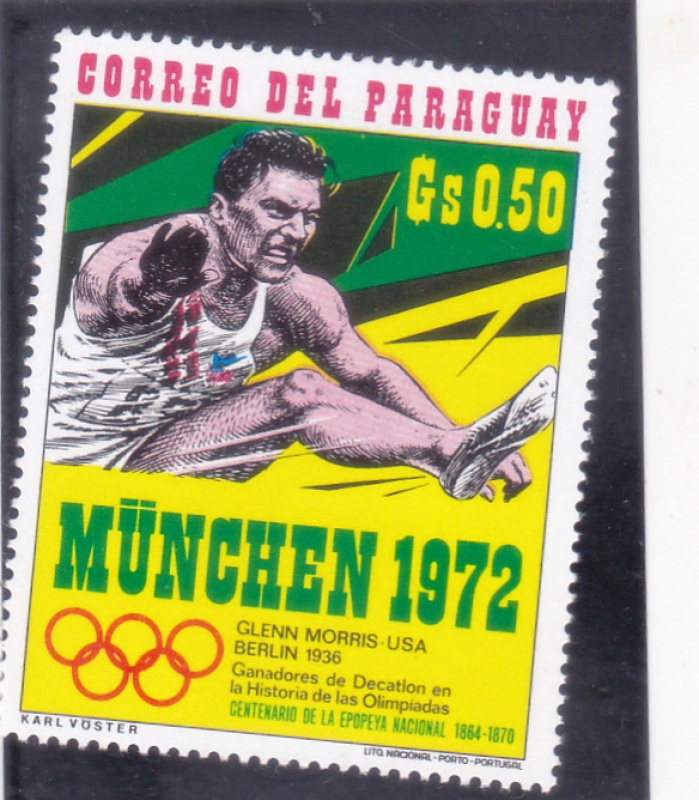 CORREO DEL PARAGUAY
Gs 0.50
MÜNCHEN 1972
GLENN MORRIS-USA
BERLIN 1936
Ganadores de Decatlon en
la Historia de las Olimpíadas
CENTENARIO DE LA EPOPEYA NACIONAL 1864-1870
KARL VÖSTER
LITO. NACIONAL-PORTO-PORTUGAL